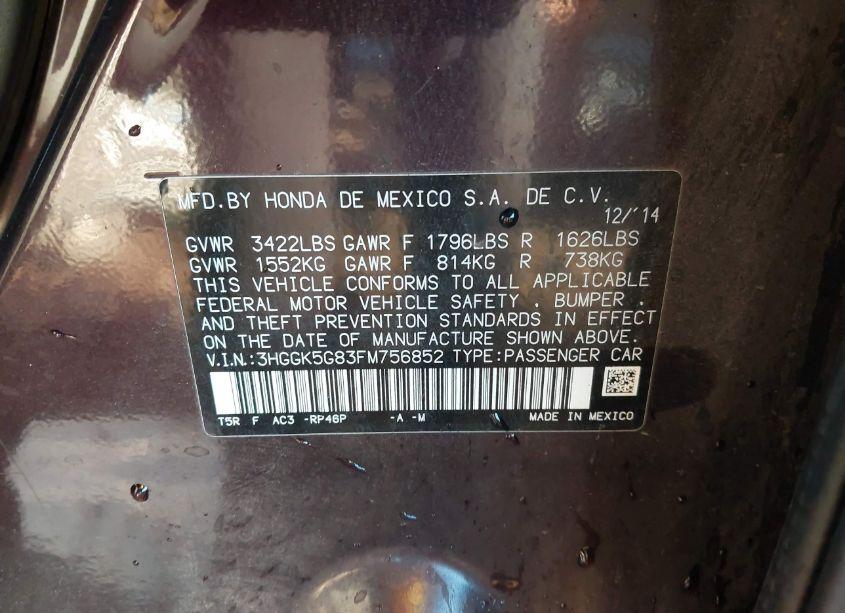 MFD.BY HONDA DE MEXICO S.A. DE C.V.
12/'14
GVWR 3422LBS GAWR F 1796LBS R 1626LBS
GVWR 1552KG GAWR F 814KG R 738KG
THIS VEHICLE CONFORMS TO ALL APPLICABLE
FEDERAL MOTOR VEHICLE SAFETY . BUMPER .
AND THEFT PREVENTION STANDARDS IN EFFECT
ON THE DATE OF MANUFACTURE SHOWN ABOVE.
V.I.N.:3HGGK5G83FM756852 TYPE:PASSENGER CAR
T5R F AC3 -RP46P -A -M MADE IN MEXICO